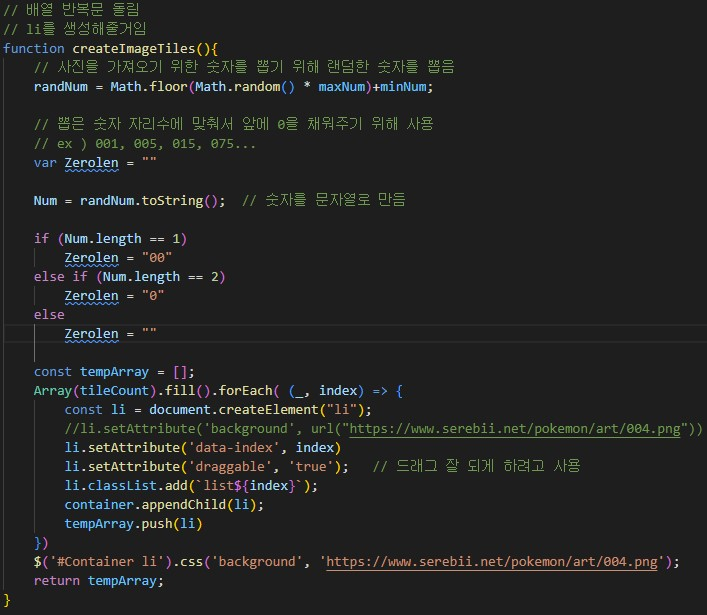 // 배열 반복문 돌림
// li를 생성해줄거임
function createImageTiles(){
    // 사진을 가져오기 위한 숫자를 뽑기 위해 랜덤한 숫자를 뽑음
    randNum = Math.floor(Math.random() * maxNum)+minNum;

    // 뽑은 숫자 자리수에 맞춰서 앞에 0을 채워주기 위해 사용
    // ex ) 001, 005, 015, 075...
    var Zerolen = ""

    Num = randNum.toString();  // 숫자를 문자열로 만듬

    if (Num.length == 1)
        Zerolen = "00"
    else if (Num.length == 2)
        Zerolen = "0"
    else
        Zerolen = ""

    const tempArray = [];
    Array(tileCount).fill().forEach( (_, index) => {
        const li = document.createElement("li");
        //li.setAttribute('background', url("https://www.serebii.net/pokemon/art/004.png"))
        li.setAttribute('data-index', index)
        li.setAttribute('draggable', 'true');   // 드래그 잘 되게 하려고 사용
        li.classList.add(`list${index}`);
        container.appendChild(li);
        tempArray.push(li)
    })
    $('#Container li').css('background', 'https://www.serebii.net/pokemon/art/004.png');
    return tempArray;
}